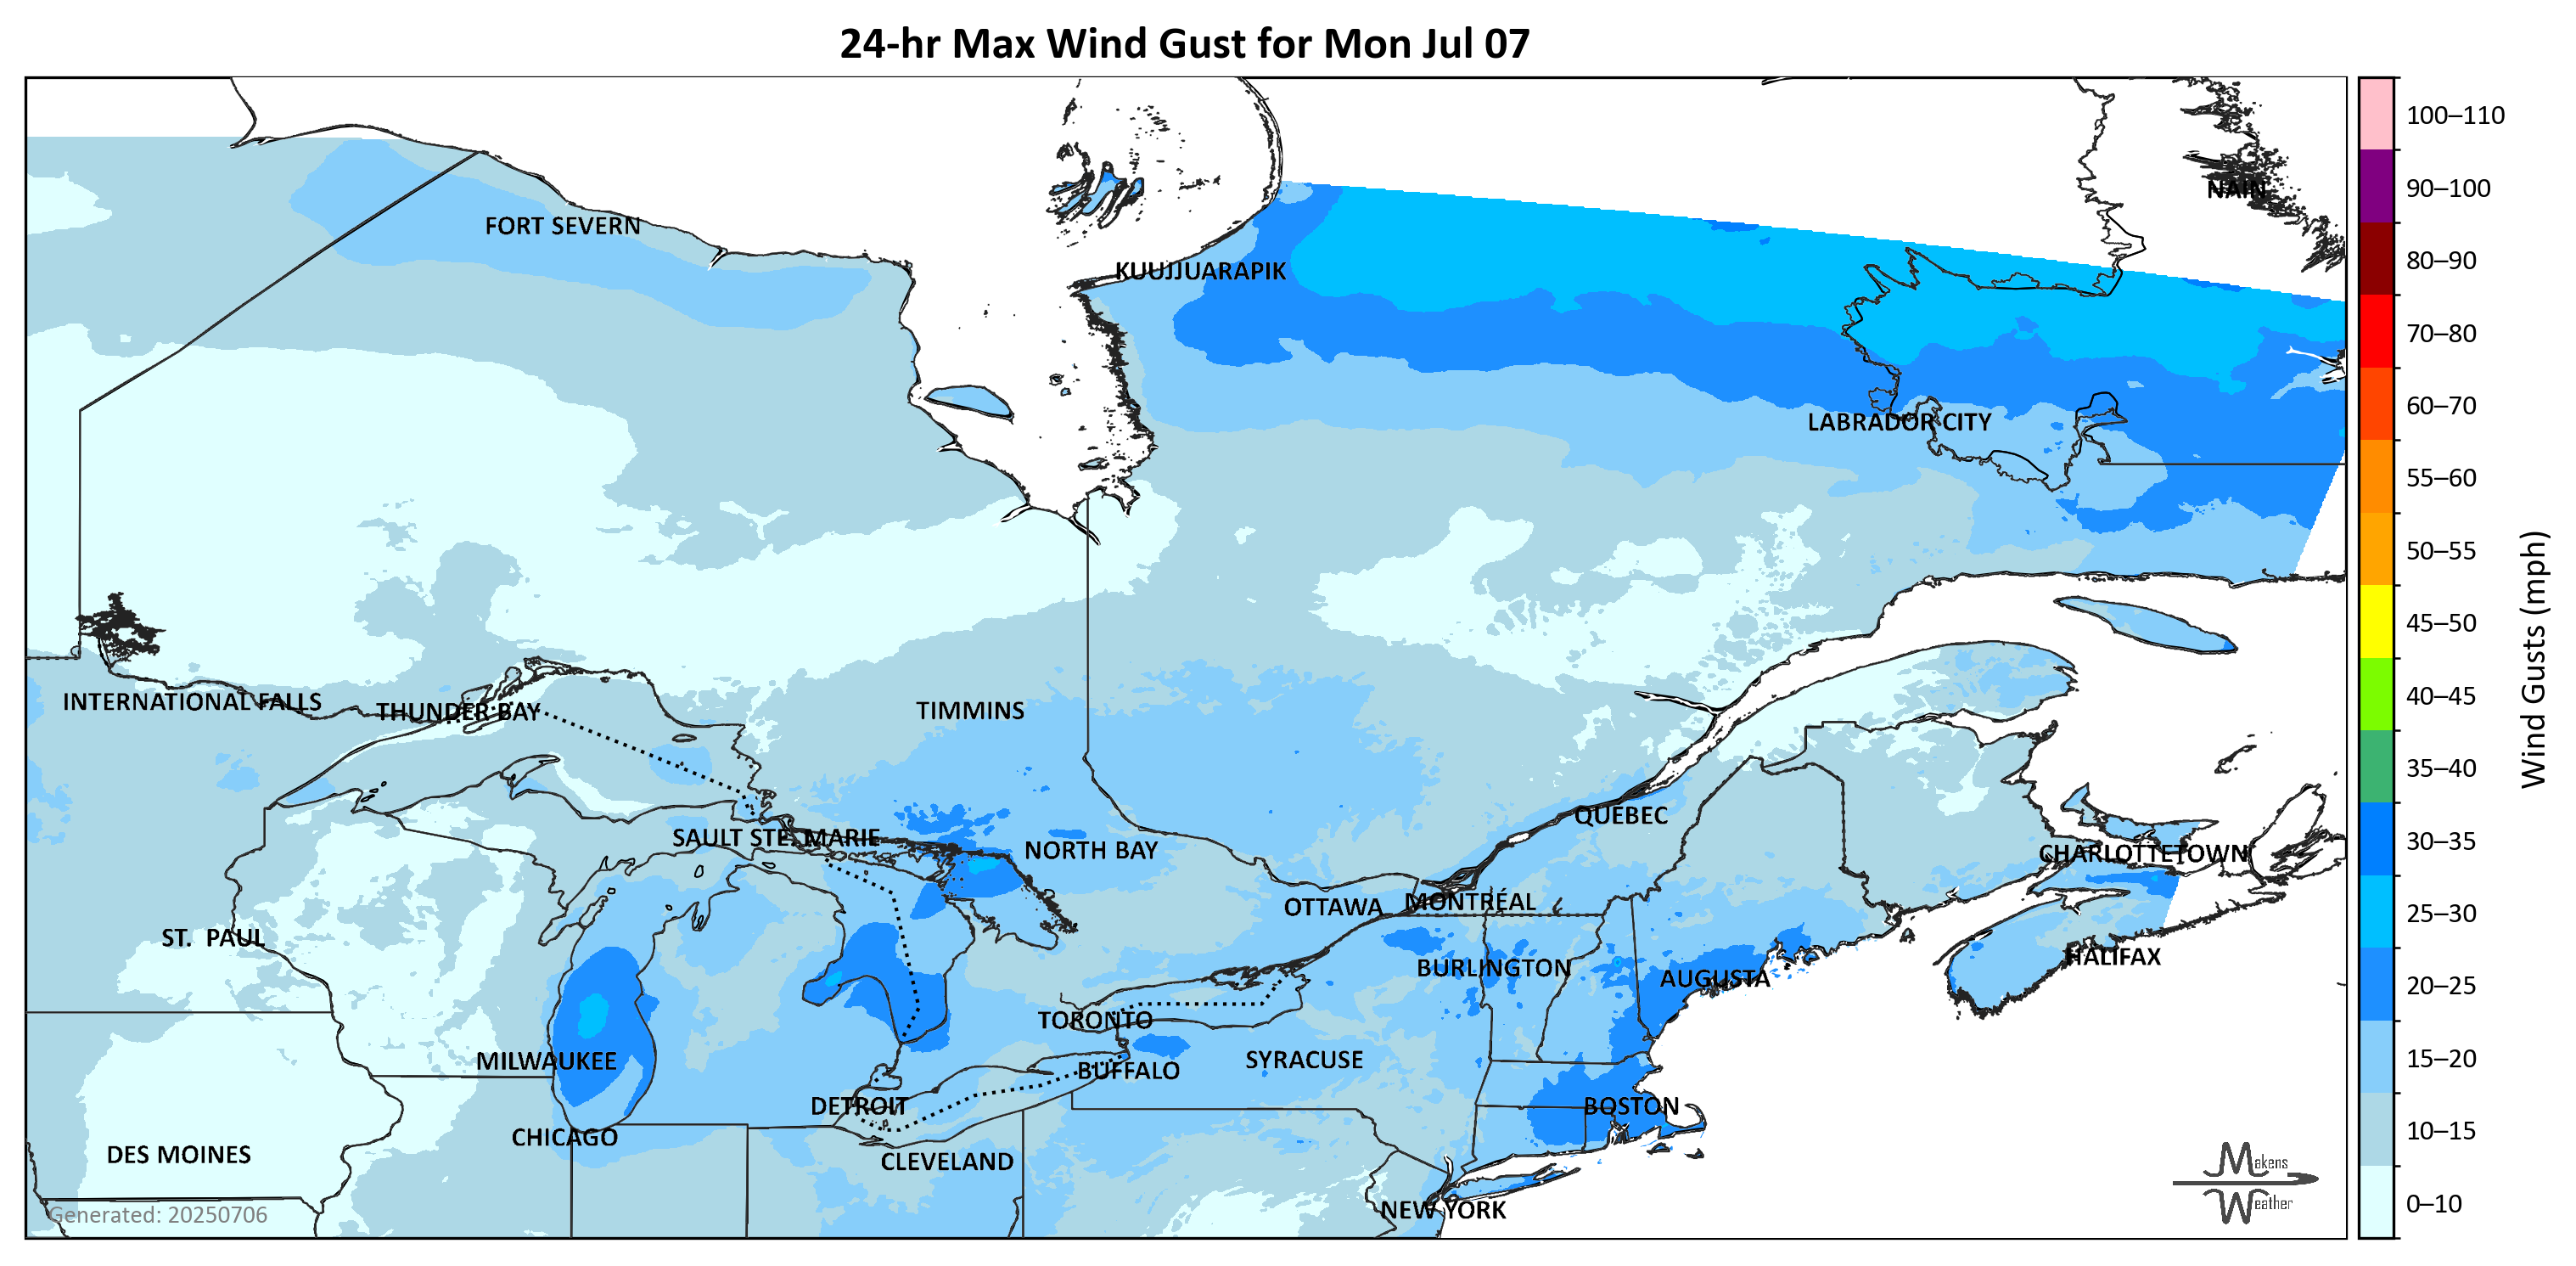 24-hr Max Wind Gust for Mon Jul 07
100–110
90–100
NAIN
FORT SEVERN
80–90
KUUJJUARAPIK
70–80
60–70
LABRADOR CITY
55–60
50–55
45–50
40–45
INTERNATIONAL FALLS
THUNDER BAY
TIMMINS
35–40
Wind Gusts (mph)
QUEBEC
SAULT STE. MARIE
30–35
NORTH BAY
CHARLOTTETOWN
MONTRÉAL
OTTAWA
25–30
ST. PAUL
HALIFAX
BURLINGTON
AUGUSTA
20–25
TORONTO
MILWAUKEE
SYRACUSE
15–20
BUFFALO
DETROIT
BOSTON
CHICAGO
10–15
DES MOINES
CLEVELAND
Makens
Weather
NEW YORK
0–10
Generated: 20250706